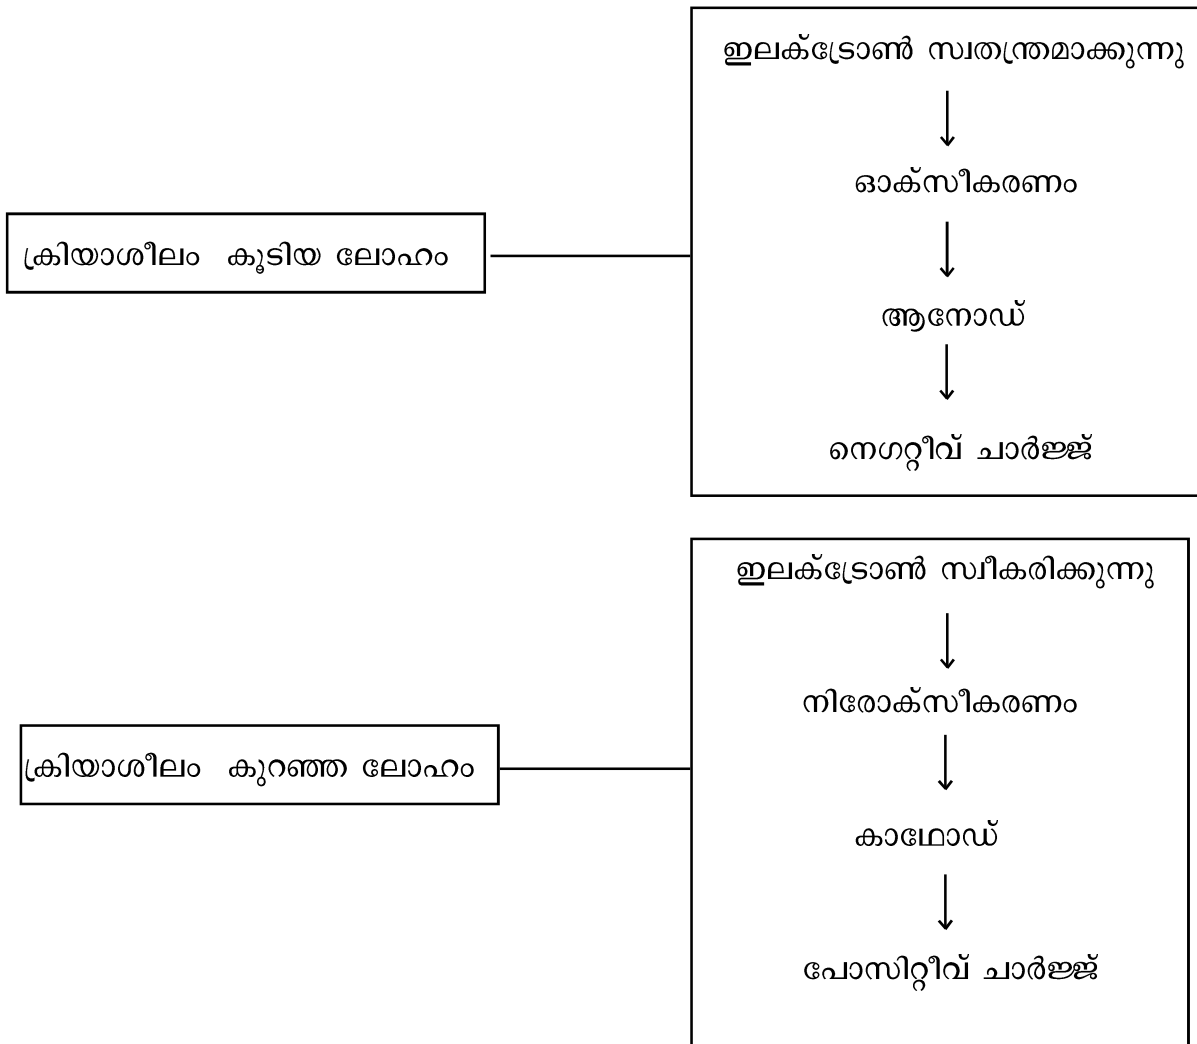 ക്രിയാശീലം കൂടിയ ലോഹം
ഇലക്ട്രോൺ സ്വതന്ത്രമാക്കുന്നു
ഓക്സീകരണം
ആനോഡ്
നെഗറ്റീവ് ചാർജ്ജ്
ക്രിയാശീലം കുറഞ്ഞ ലോഹം
ഇലക്ട്രോൺ സ്വീകരിക്കുന്നു
നിരോക്സീകരണം
കാഥോഡ്
പോസിറ്റീവ് ചാർജ്ജ്